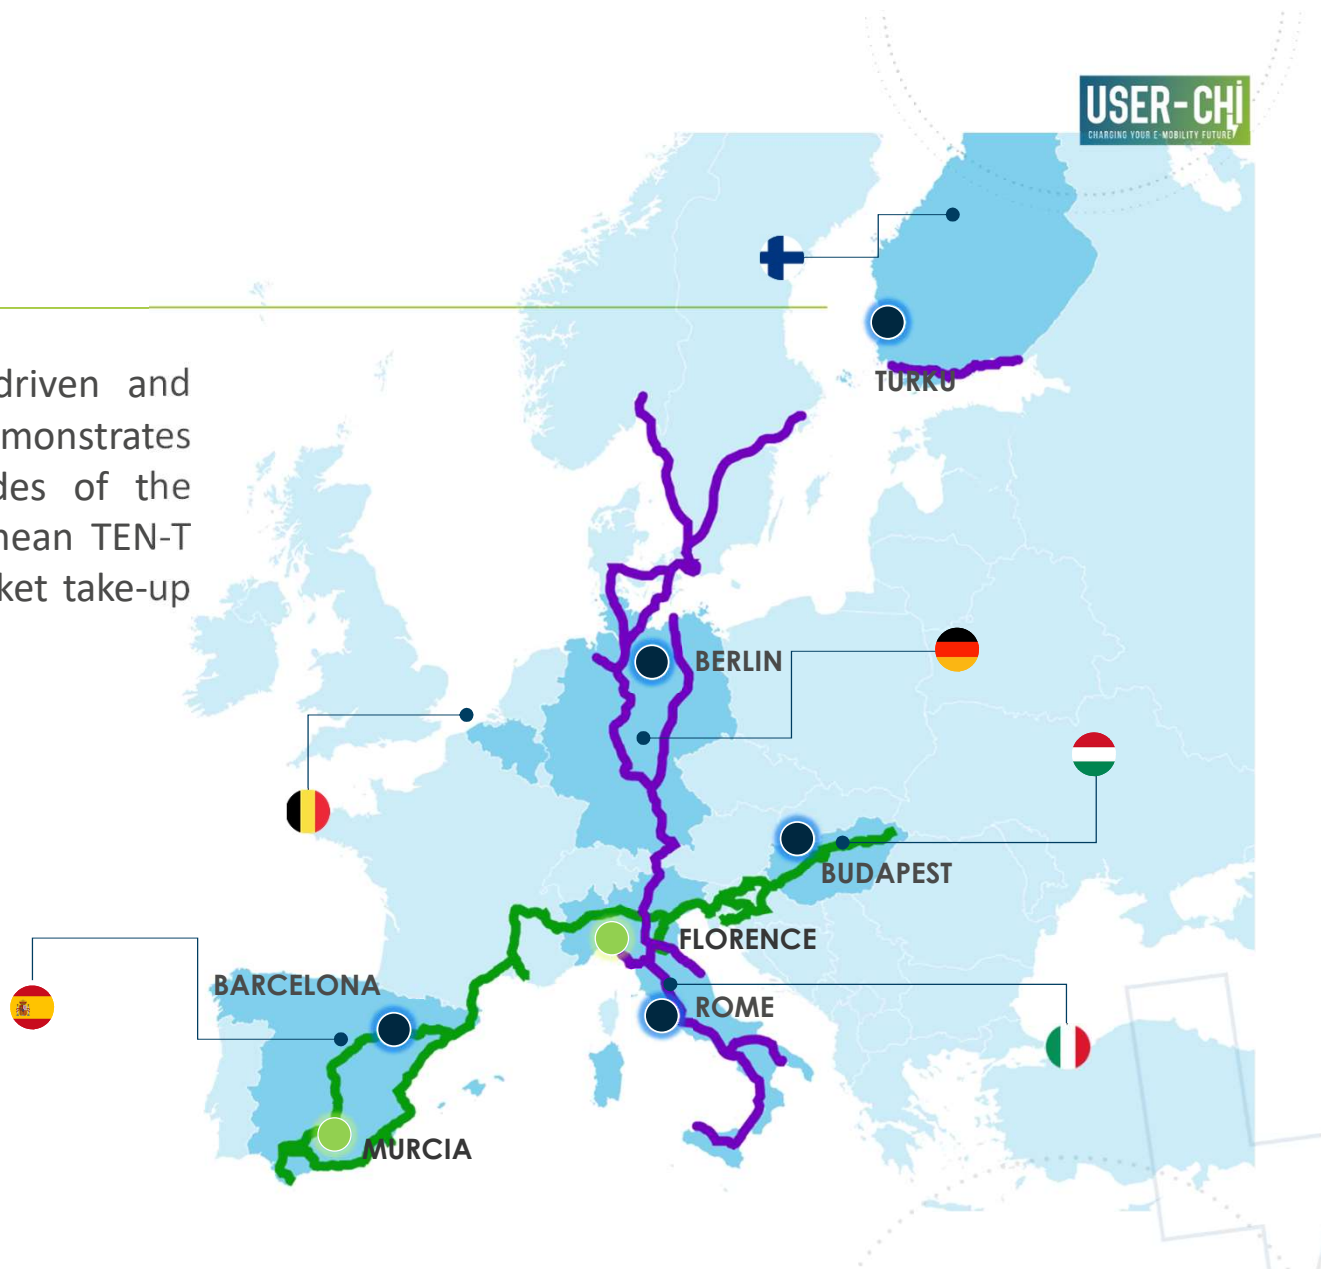 USER-CHi
CHARGING YOUR E-MOBILITY FUTURE
driven and
monstrates
des of the
nean TEN-T
ket take-up
TURKU
BERLIN
BUDAPEST
FLORENCE
BARCELONA
ROME
MURCIA